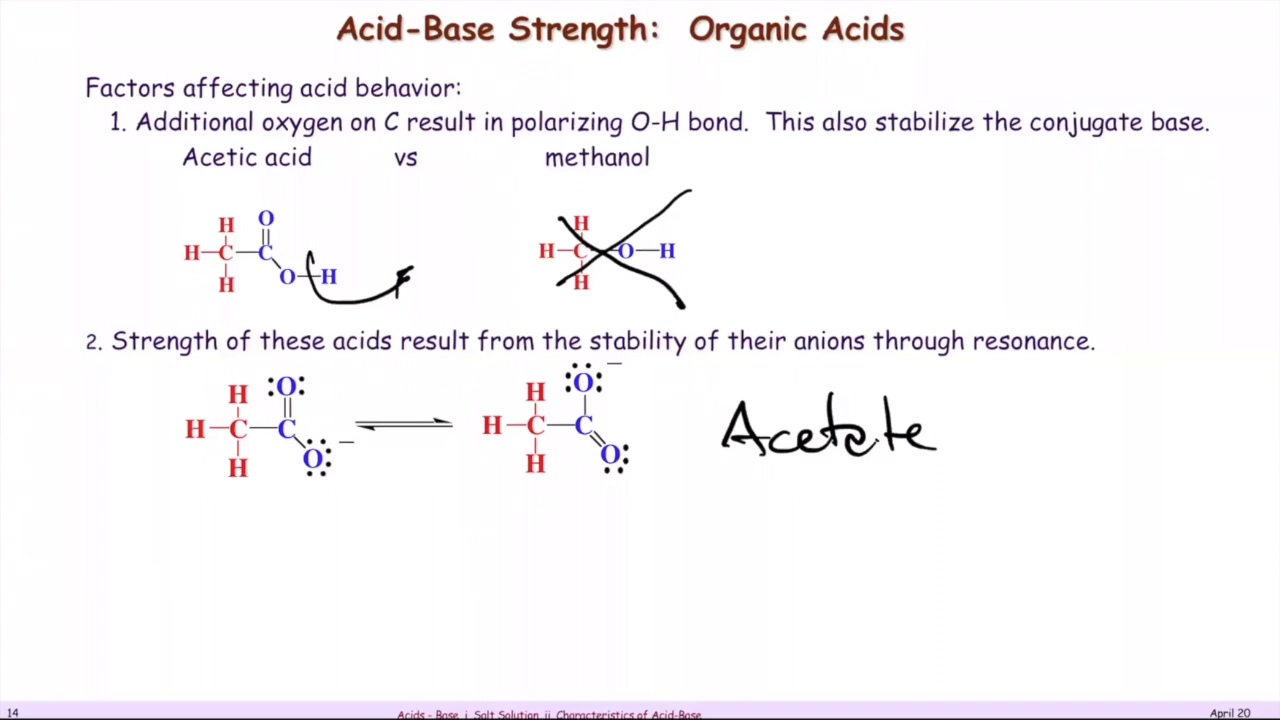 Acid-Base Strength: Organic Acids
Factors affecting acid behavior:
1. Additional oxygen on C result in polarizing O-H bond. This also stabilize the conjugate base.
Acetic acid vs methanol
H O H
H C C H C O H
O H
H H
2. Strength of these acids result from the stability of their anions through resonance.
H :O: H :O: −
H C C H C C
O: − O:
H H
Acetate
14 Acids - Base i Salt Solution ii Characteristics of Acid-Base April 20